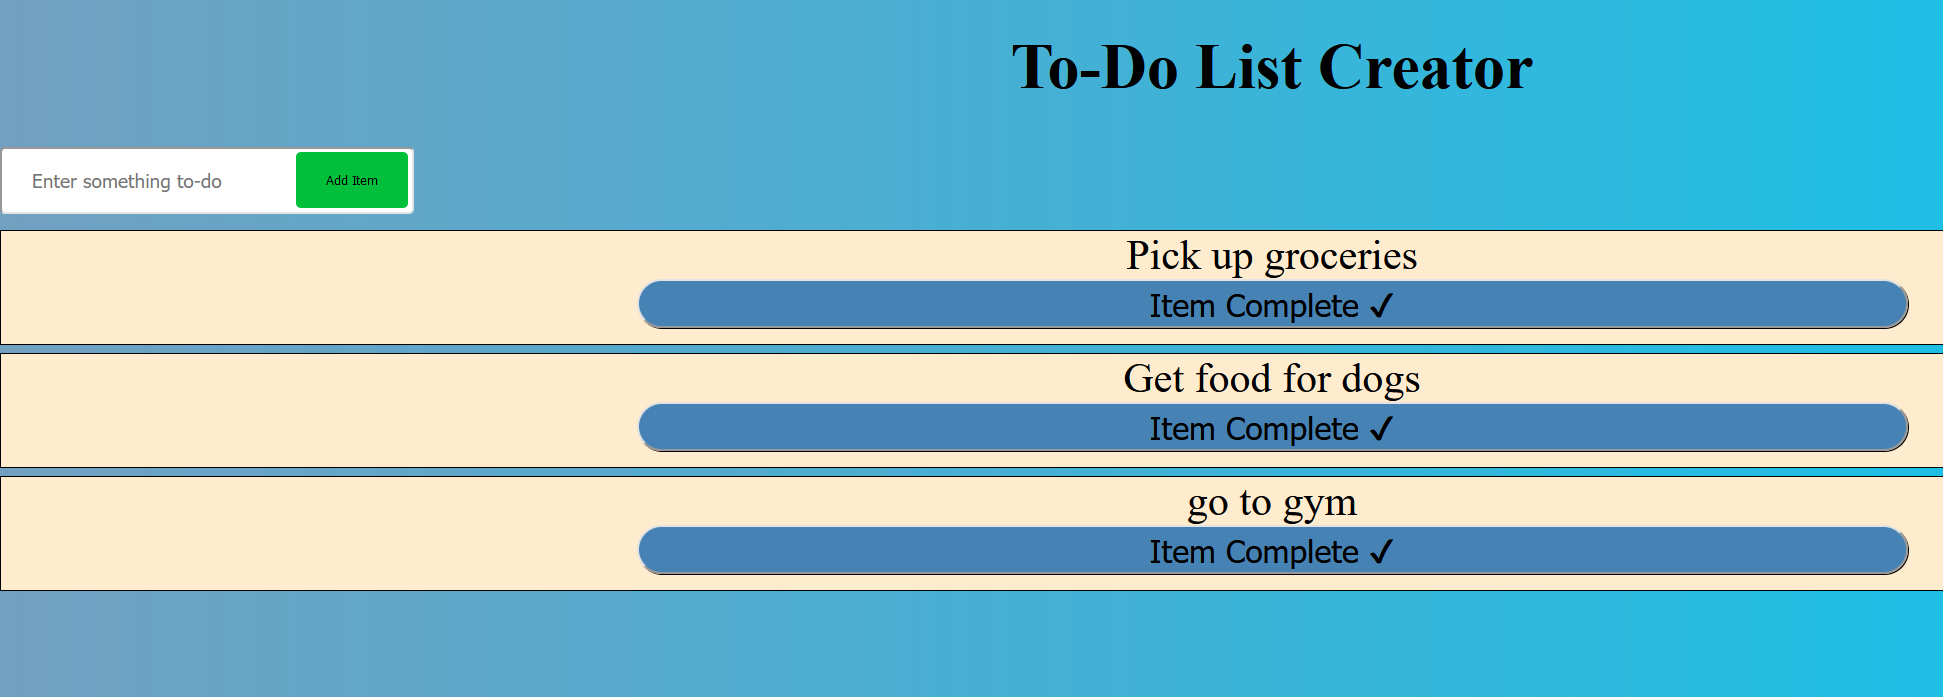 To-Do List Creator
Enter something to-do
Add Item
Pick up groceries
Item Complete ✓
Get food for dogs
Item Complete ✓
go to gym
Item Complete ✓